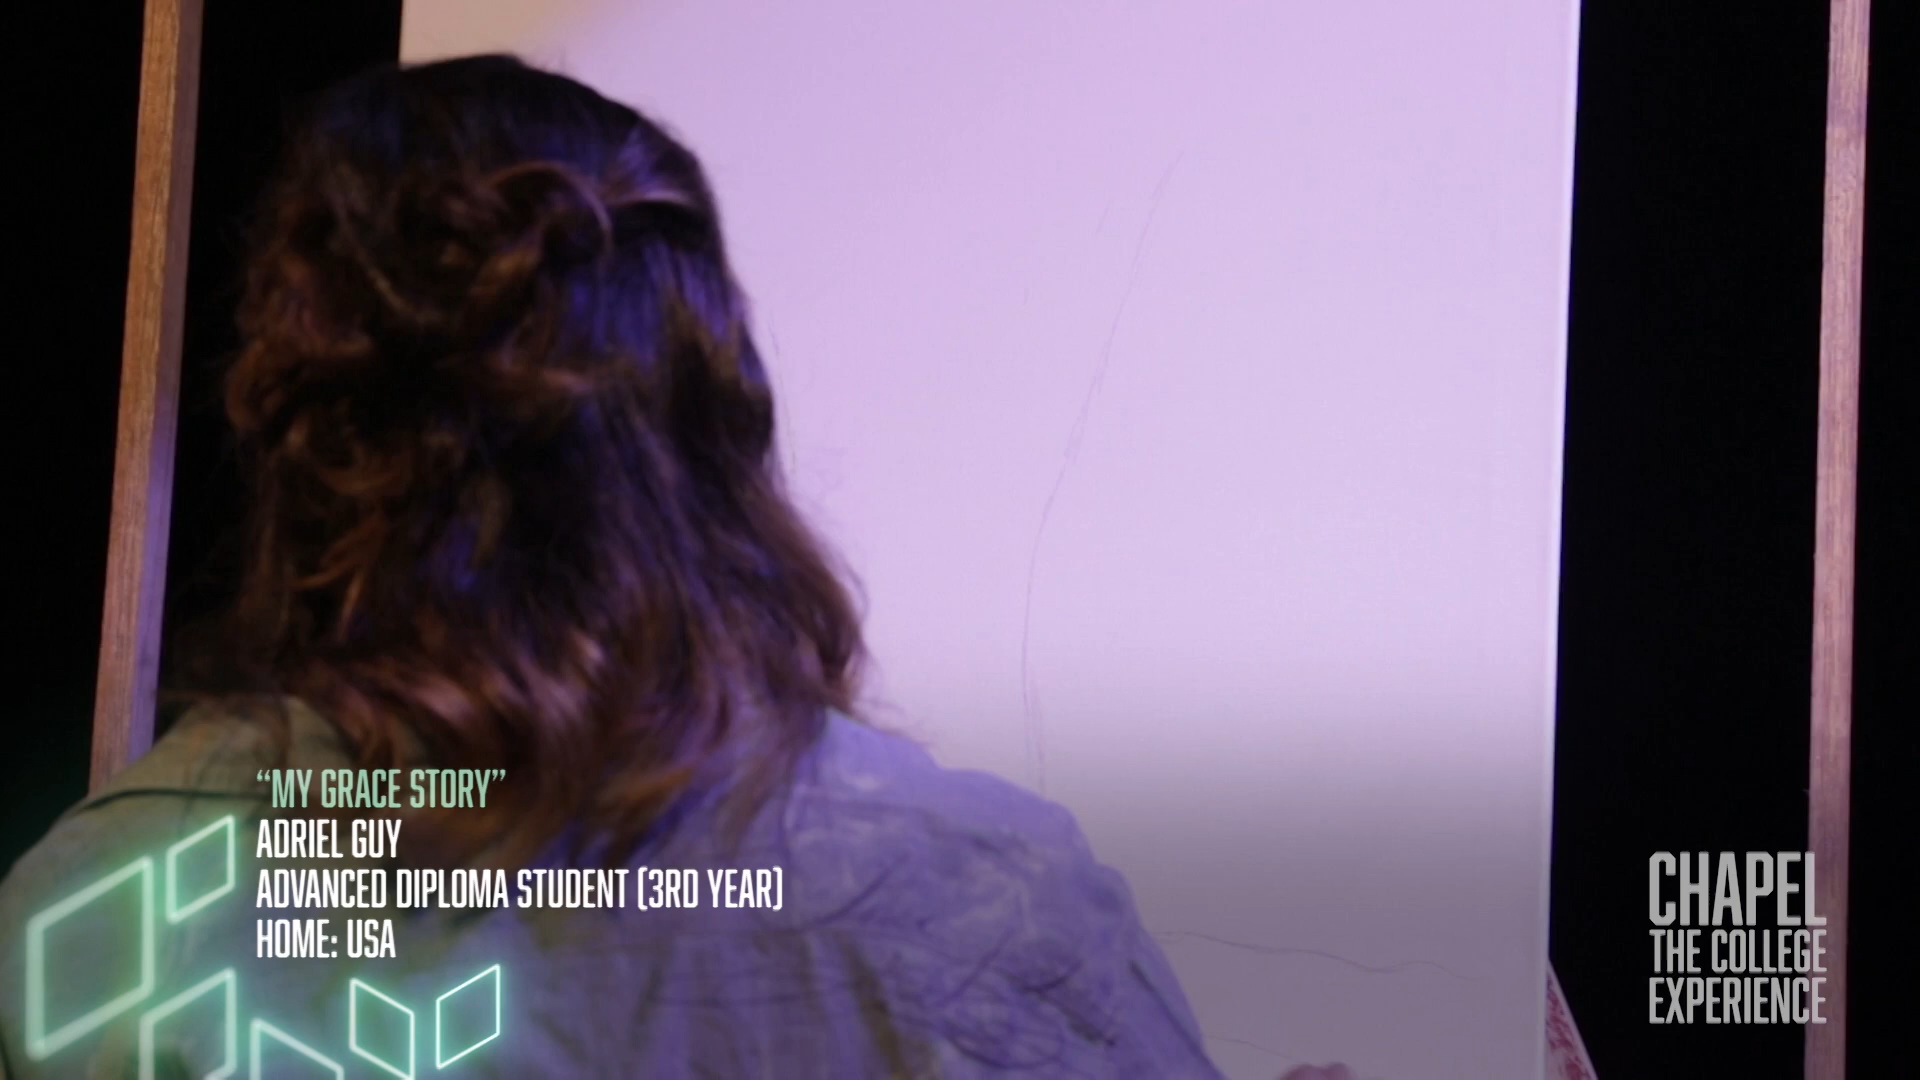 “MY GRACE STORY”
ADRIEL GUY
ADVANCED DIPLOMA STUDENT (3RD YEAR)
HOME: USA
CHAPEL
THE COLLEGE
EXPERIENCE